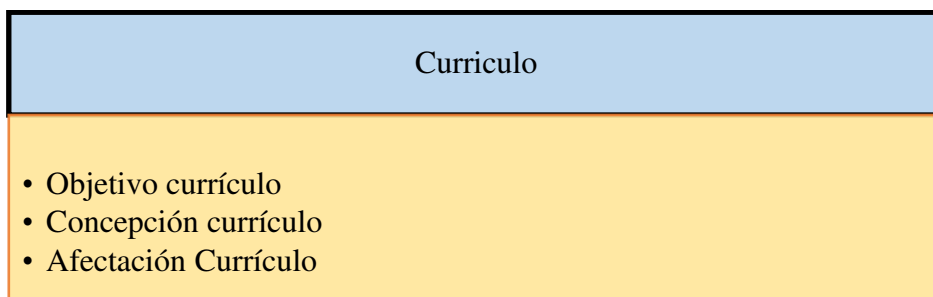 Curriculo
• Objetivo currículo
• Concepción currículo
• Afectación Currículo